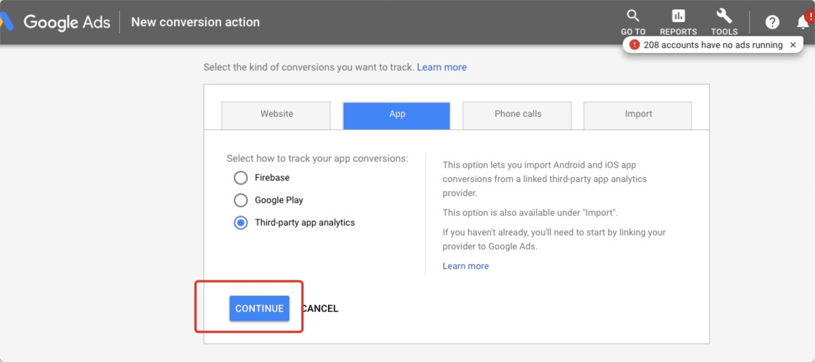 Google Ads
New conversion action
GO TO
REPORTS
TOOLS
?
!
! 208 accounts have no ads running ×
Select the kind of conversions you want to track. Learn more
Website
App
Phone calls
Import
Select how to track your app conversions:
Firebase
Google Play
Third-party app analytics
This option lets you import Android and iOS app
conversions from a linked third-party app analytics
provider.
This option is also available under "Import".
If you haven't already, you'll need to start by linking your
provider to Google Ads.
Learn more
CONTINUE
CANCEL